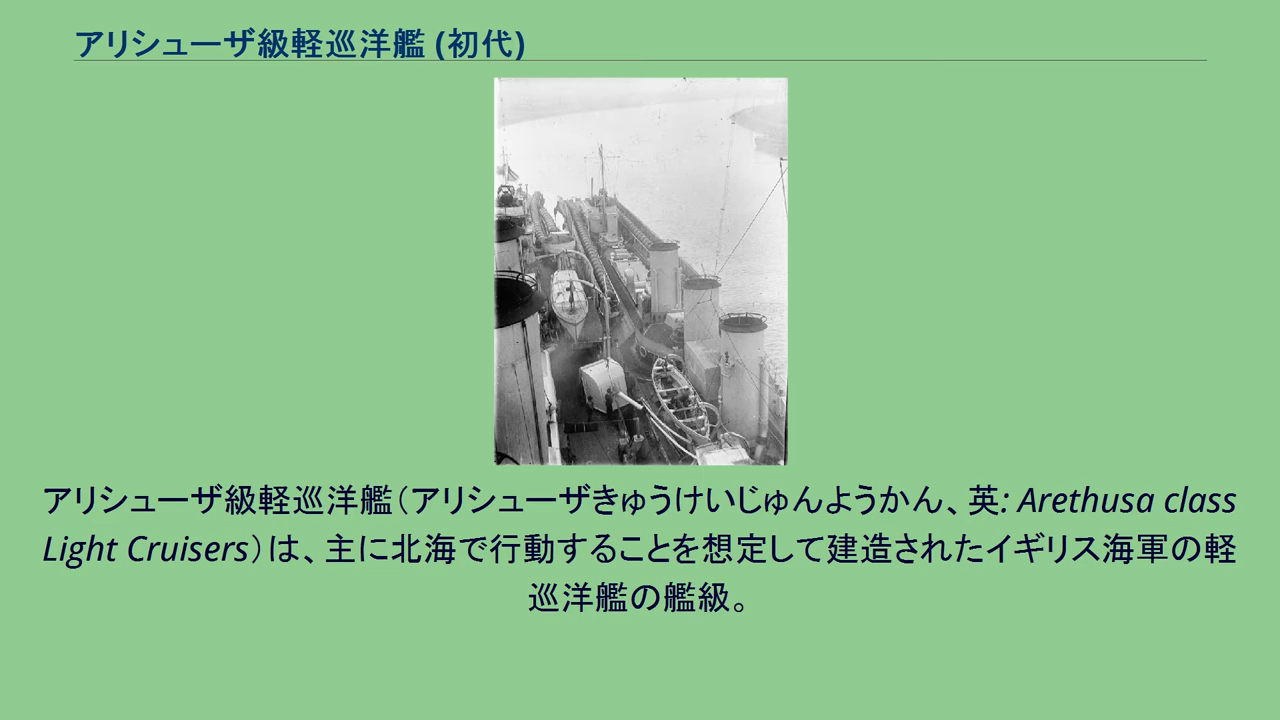 アリシューザ級軽巡洋艦 (初代)
アリシューザ級軽巡洋艦（アリシューザきゅうけいじゅんようかん、英: Arethusa class
Light Cruisers）は、主に北海で行動することを想定して建造されたイギリス海軍の軽
巡洋艦の艦級。